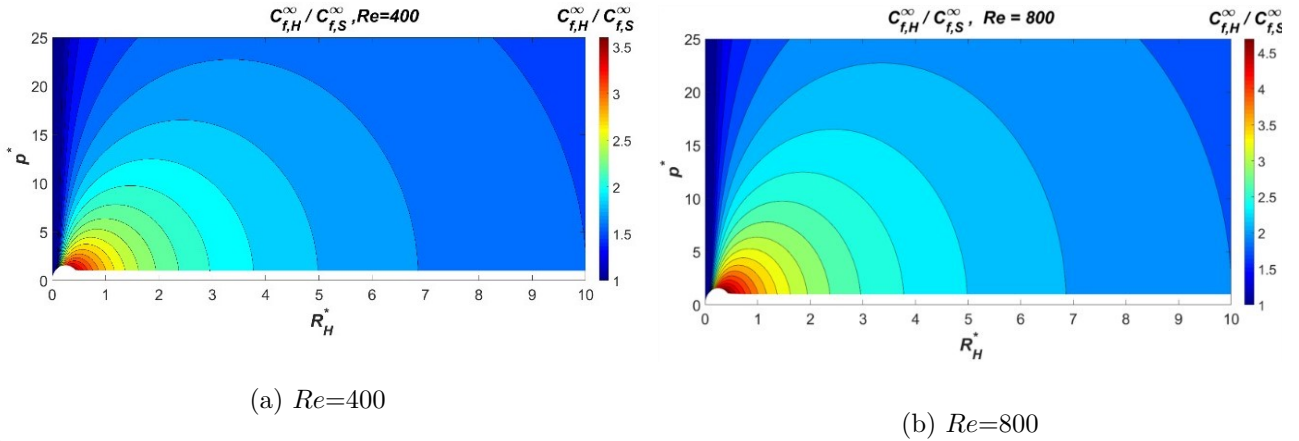 C∞f,H / C∞f,S ,Re=400
C∞f,H / C∞f,S
25
20
15
10
5
0
p*
0 1 2 3 4 5 6 7 8 9 10
R*H
3.5
3
2.5
2
1.5
1
(a) Re=400
C∞f,H / C∞f,S, Re = 800
C∞f,H / C∞f,S
25
20
15
10
5
0
p*
0 1 2 3 4 5 6 7 8 9 10
R*H
4.5
4
3.5
3
2.5
2
1.5
1
(b) Re=800